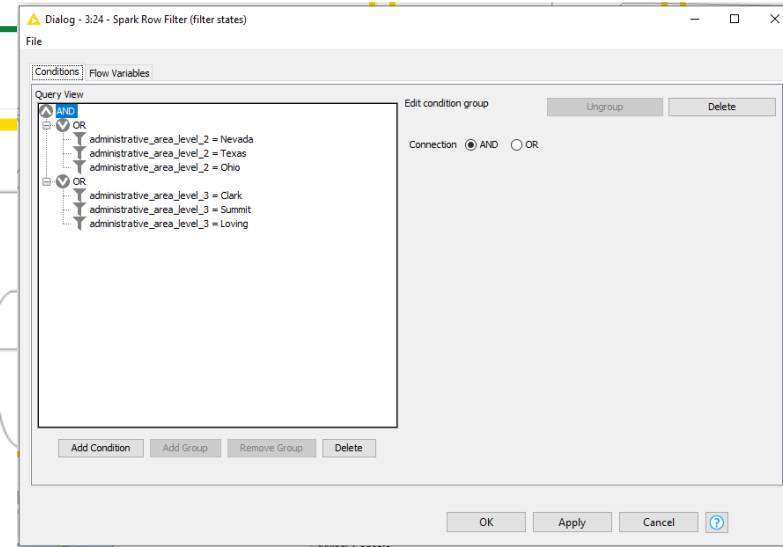 Dialog - 3:24 - Spark Row Filter (filter states)
File
Conditions Flow Variables
Query View
AND
OR
administrative_area_level_2 = Nevada
administrative_area_level_2 = Texas
administrative_area_level_2 = Ohio
OR
administrative_area_level_3 = Clark
administrative_area_level_3 = Summit
administrative_area_level_3 = Loving
Edit condition group Ungroup Delete
Connection AND OR
Add Condition Add Group Remove Group Delete
OK Apply Cancel ?